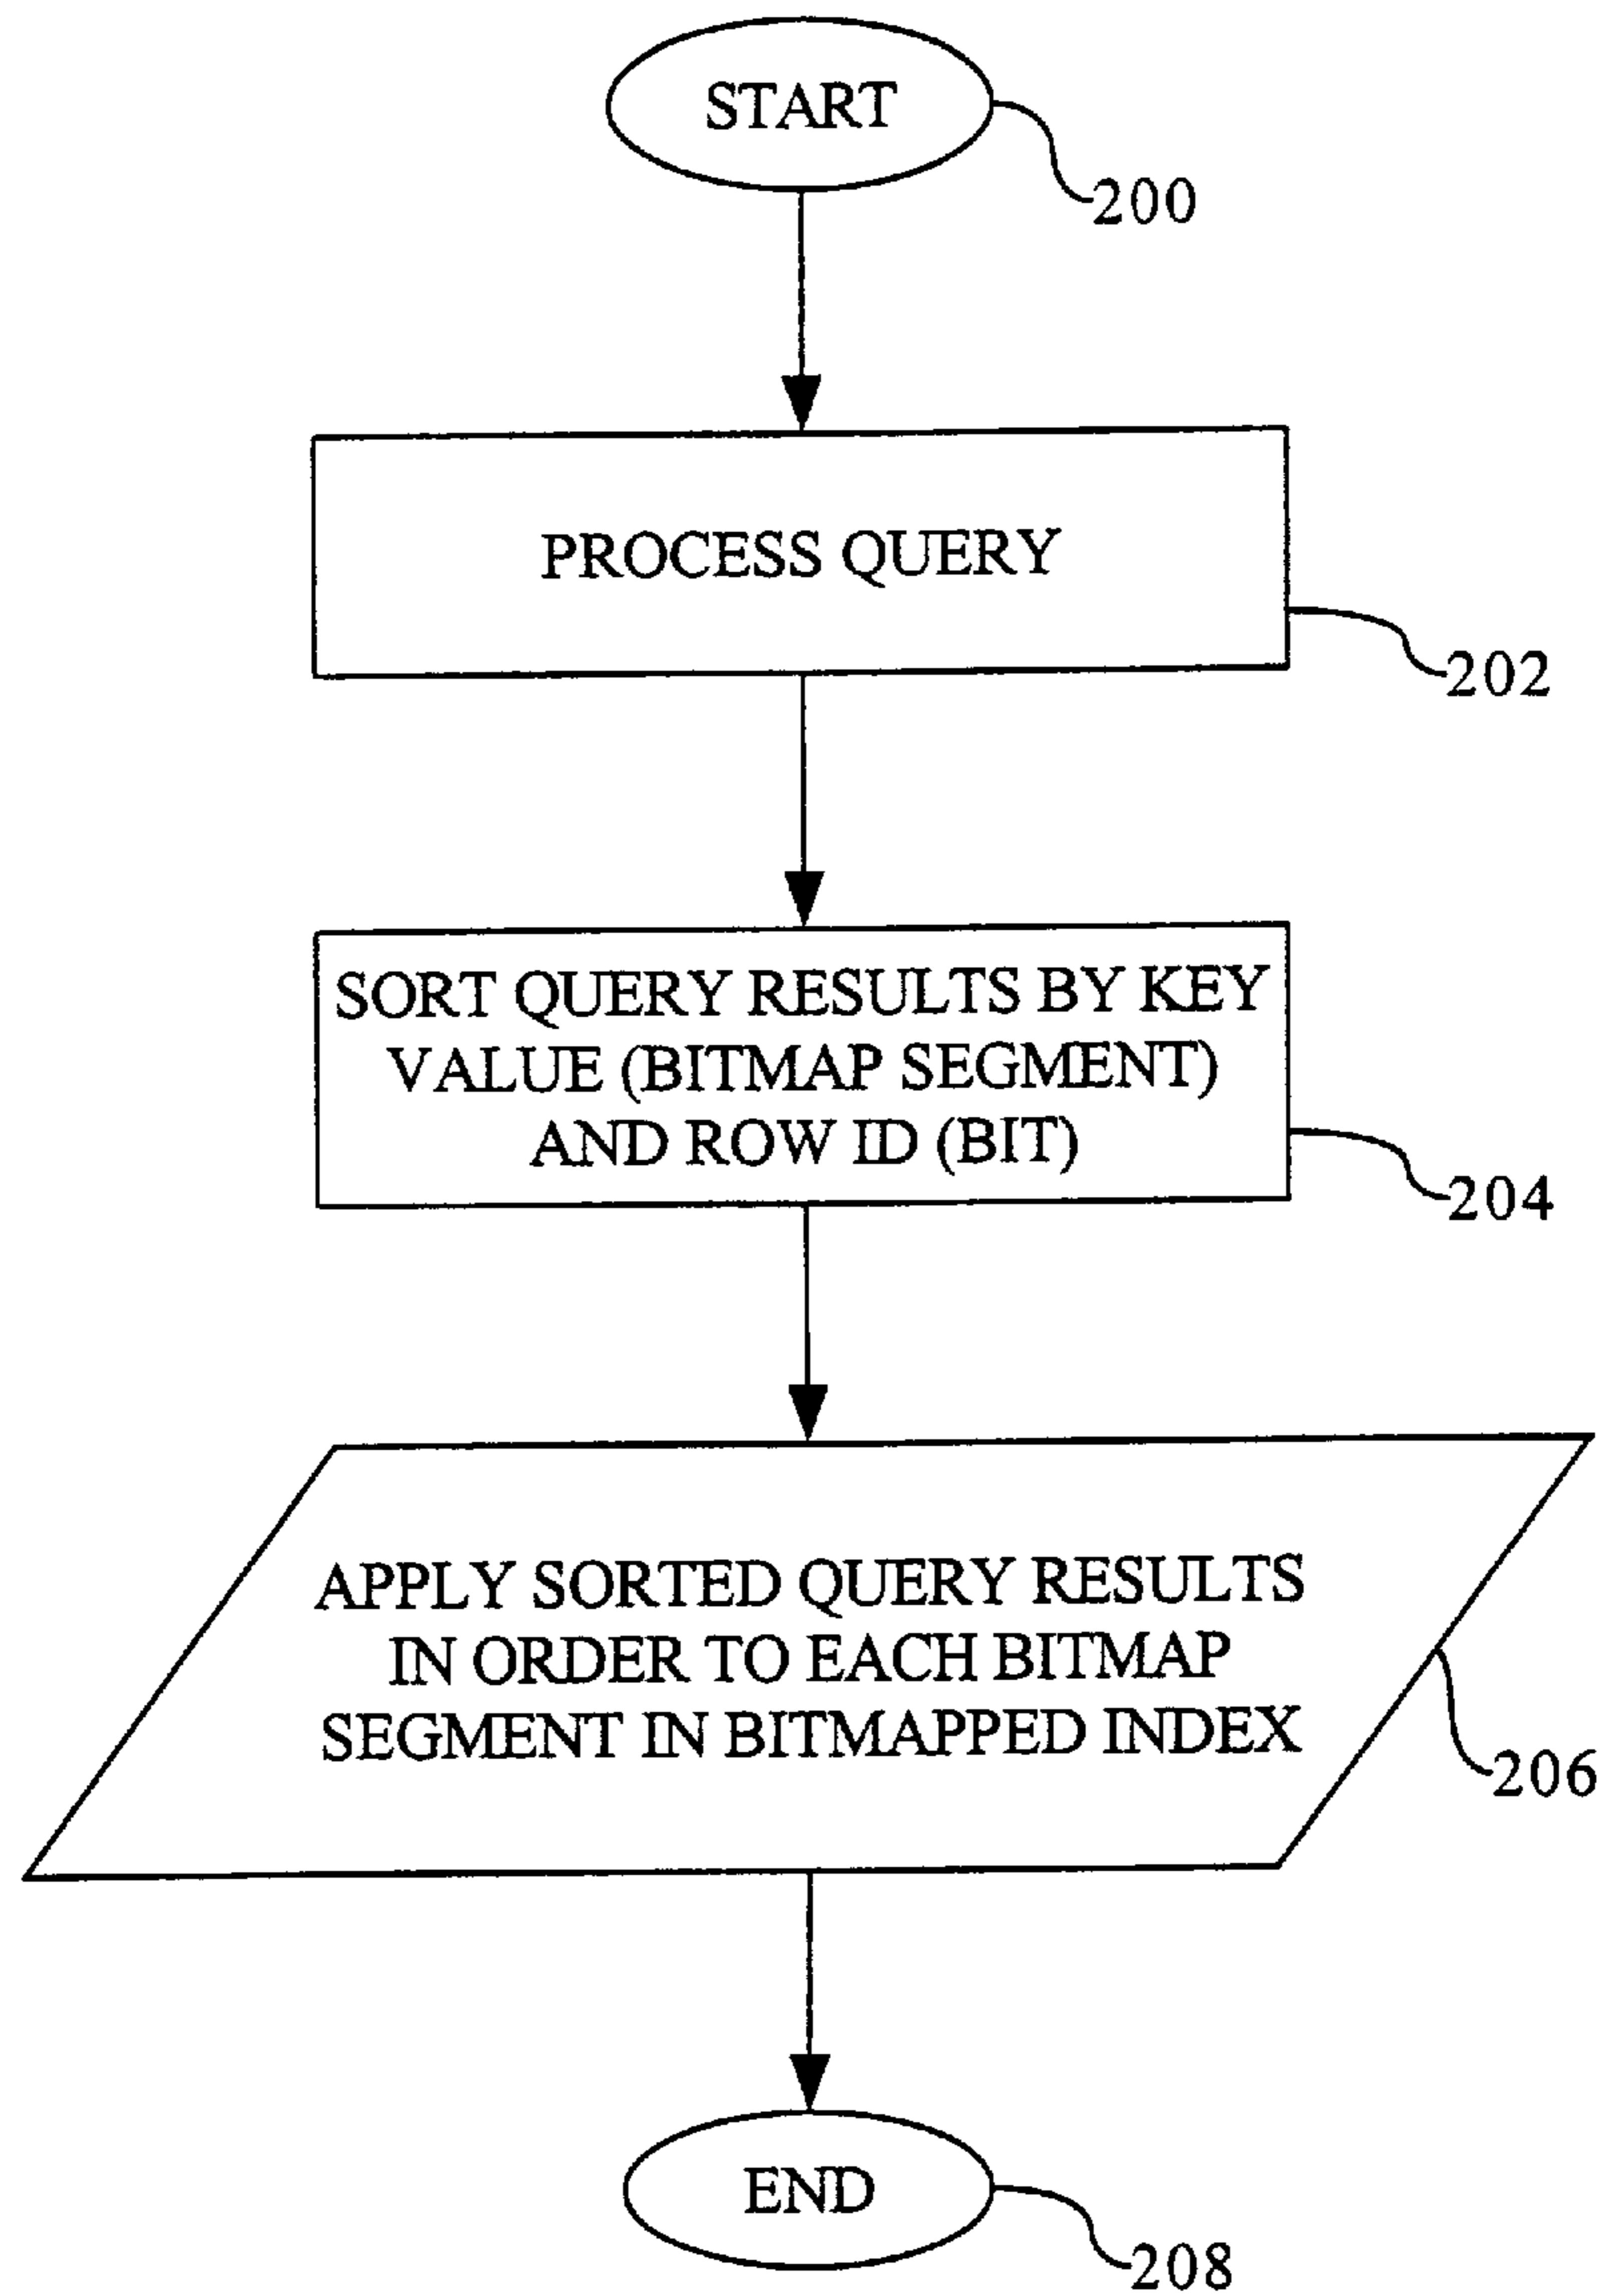 START
200
PROCESS QUERY
202
SORT QUERY RESULTS BY KEY
VALUE (BITMAP SEGMENT)
AND ROW ID (BIT)
204
APPLY SORTED QUERY RESULTS
IN ORDER TO EACH BITMAP
SEGMENT IN BITMAPPED INDEX
206
END
208